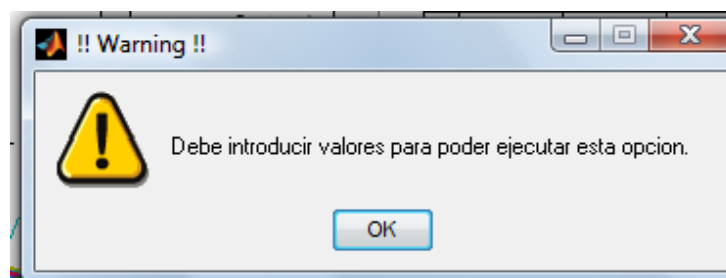 !! Warning !!
Debe introducir valores para poder ejecutar esta opcion.
OK